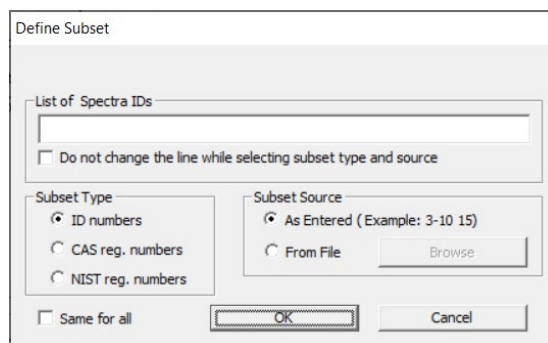 Define Subset
List of Spectra IDs
Do not change the line while selecting subset type and source
Subset Type
ID numbers
CAS reg. numbers
NIST reg. numbers
Subset Source
As Entered ( Example: 3-10 15)
From File
Browse
Same for all
OK
Cancel